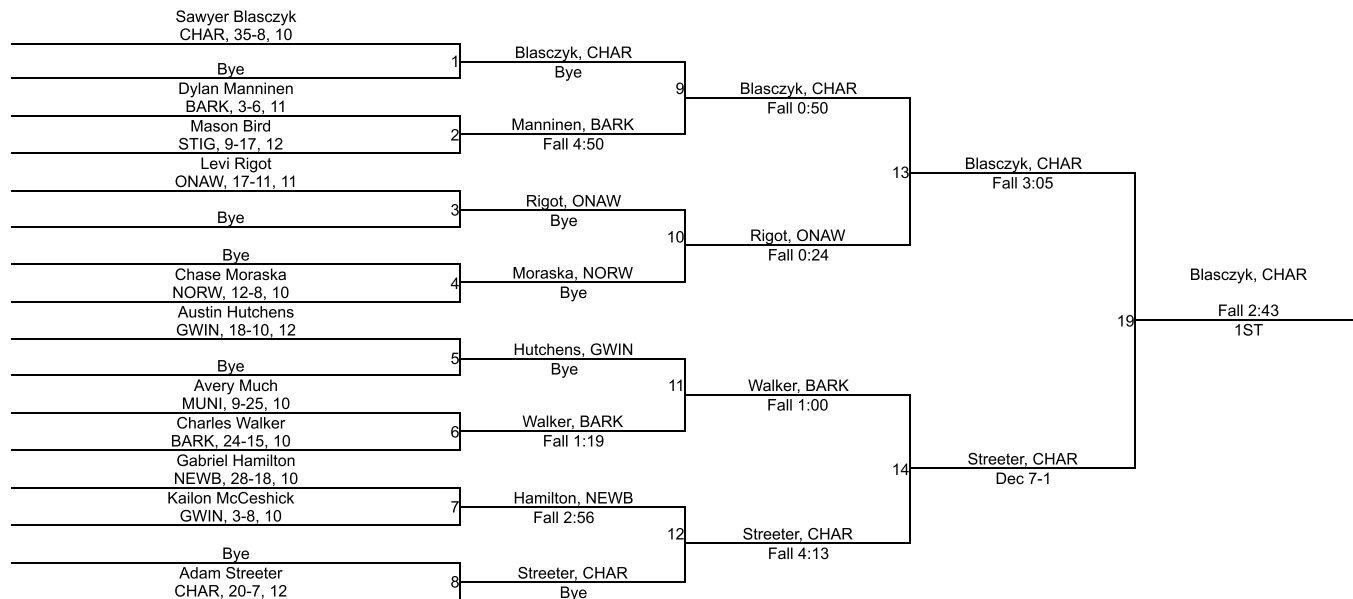 Sawyer Blasczyk
CHAR, 35-8, 10
1
Bye
Dylan Manninen
BARK, 3-6, 11
2
Mason Bird
STIG, 9-17, 12
Levi Rigot
ONAW, 17-11, 11
3
Bye
Bye
4
Chase Moraska
NORW, 12-8, 10
Austin Hutchens
GWIN, 18-10, 12
5
Bye
Avery Much
MUNI, 9-25, 10
6
Charles Walker
BARK, 24-15, 10
Gabriel Hamilton
NEWB, 28-18, 10
7
Kailon McCeshick
GWIN, 3-8, 10
Bye
8
Adam Streeter
CHAR, 20-7, 12
Blasczyk, CHAR
Bye
9
Manninen, BARK
Fall 4:50
Rigot, ONAW
Bye
10
Moraska, NORW
Bye
Hutchens, GWIN
Bye
11
Walker, BARK
Fall 1:19
Hamilton, NEWB
Fall 2:56
12
Streeter, CHAR
Bye
Blasczyk, CHAR
Fall 0:50
13
Rigot, ONAW
Fall 0:24
Walker, BARK
Fall 1:00
14
Streeter, CHAR
Fall 4:13
Blasczyk, CHAR
Fall 3:05
19
Streeter, CHAR
Dec 7-1
Blasczyk, CHAR
Fall 2:43
1ST